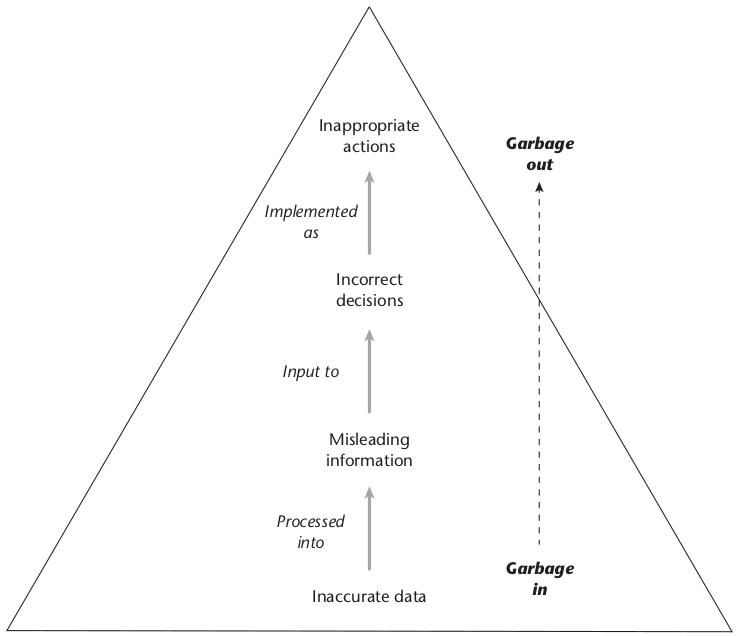 Inappropriate
actions
Garbage
out
Implemented
as
Incorrect
decisions
Input to
Misleading
information
Processed
into
Garbage
in
Inaccurate data